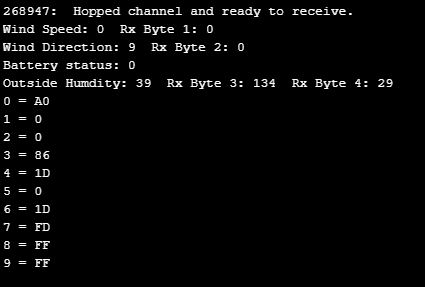 268947:  Hopped channel and ready to receive.
Wind Speed: 0  Rx Byte 1: 0
Wind Direction: 9  Rx Byte 2: 0
Battery status: 0
Outside Humdity: 39  Rx Byte 3: 134  Rx Byte 4: 29
0 = A0
1 = 0
2 = 0
3 = 86
4 = 1D
5 = 0
6 = 1D
7 = FD
8 = FF
9 = FF